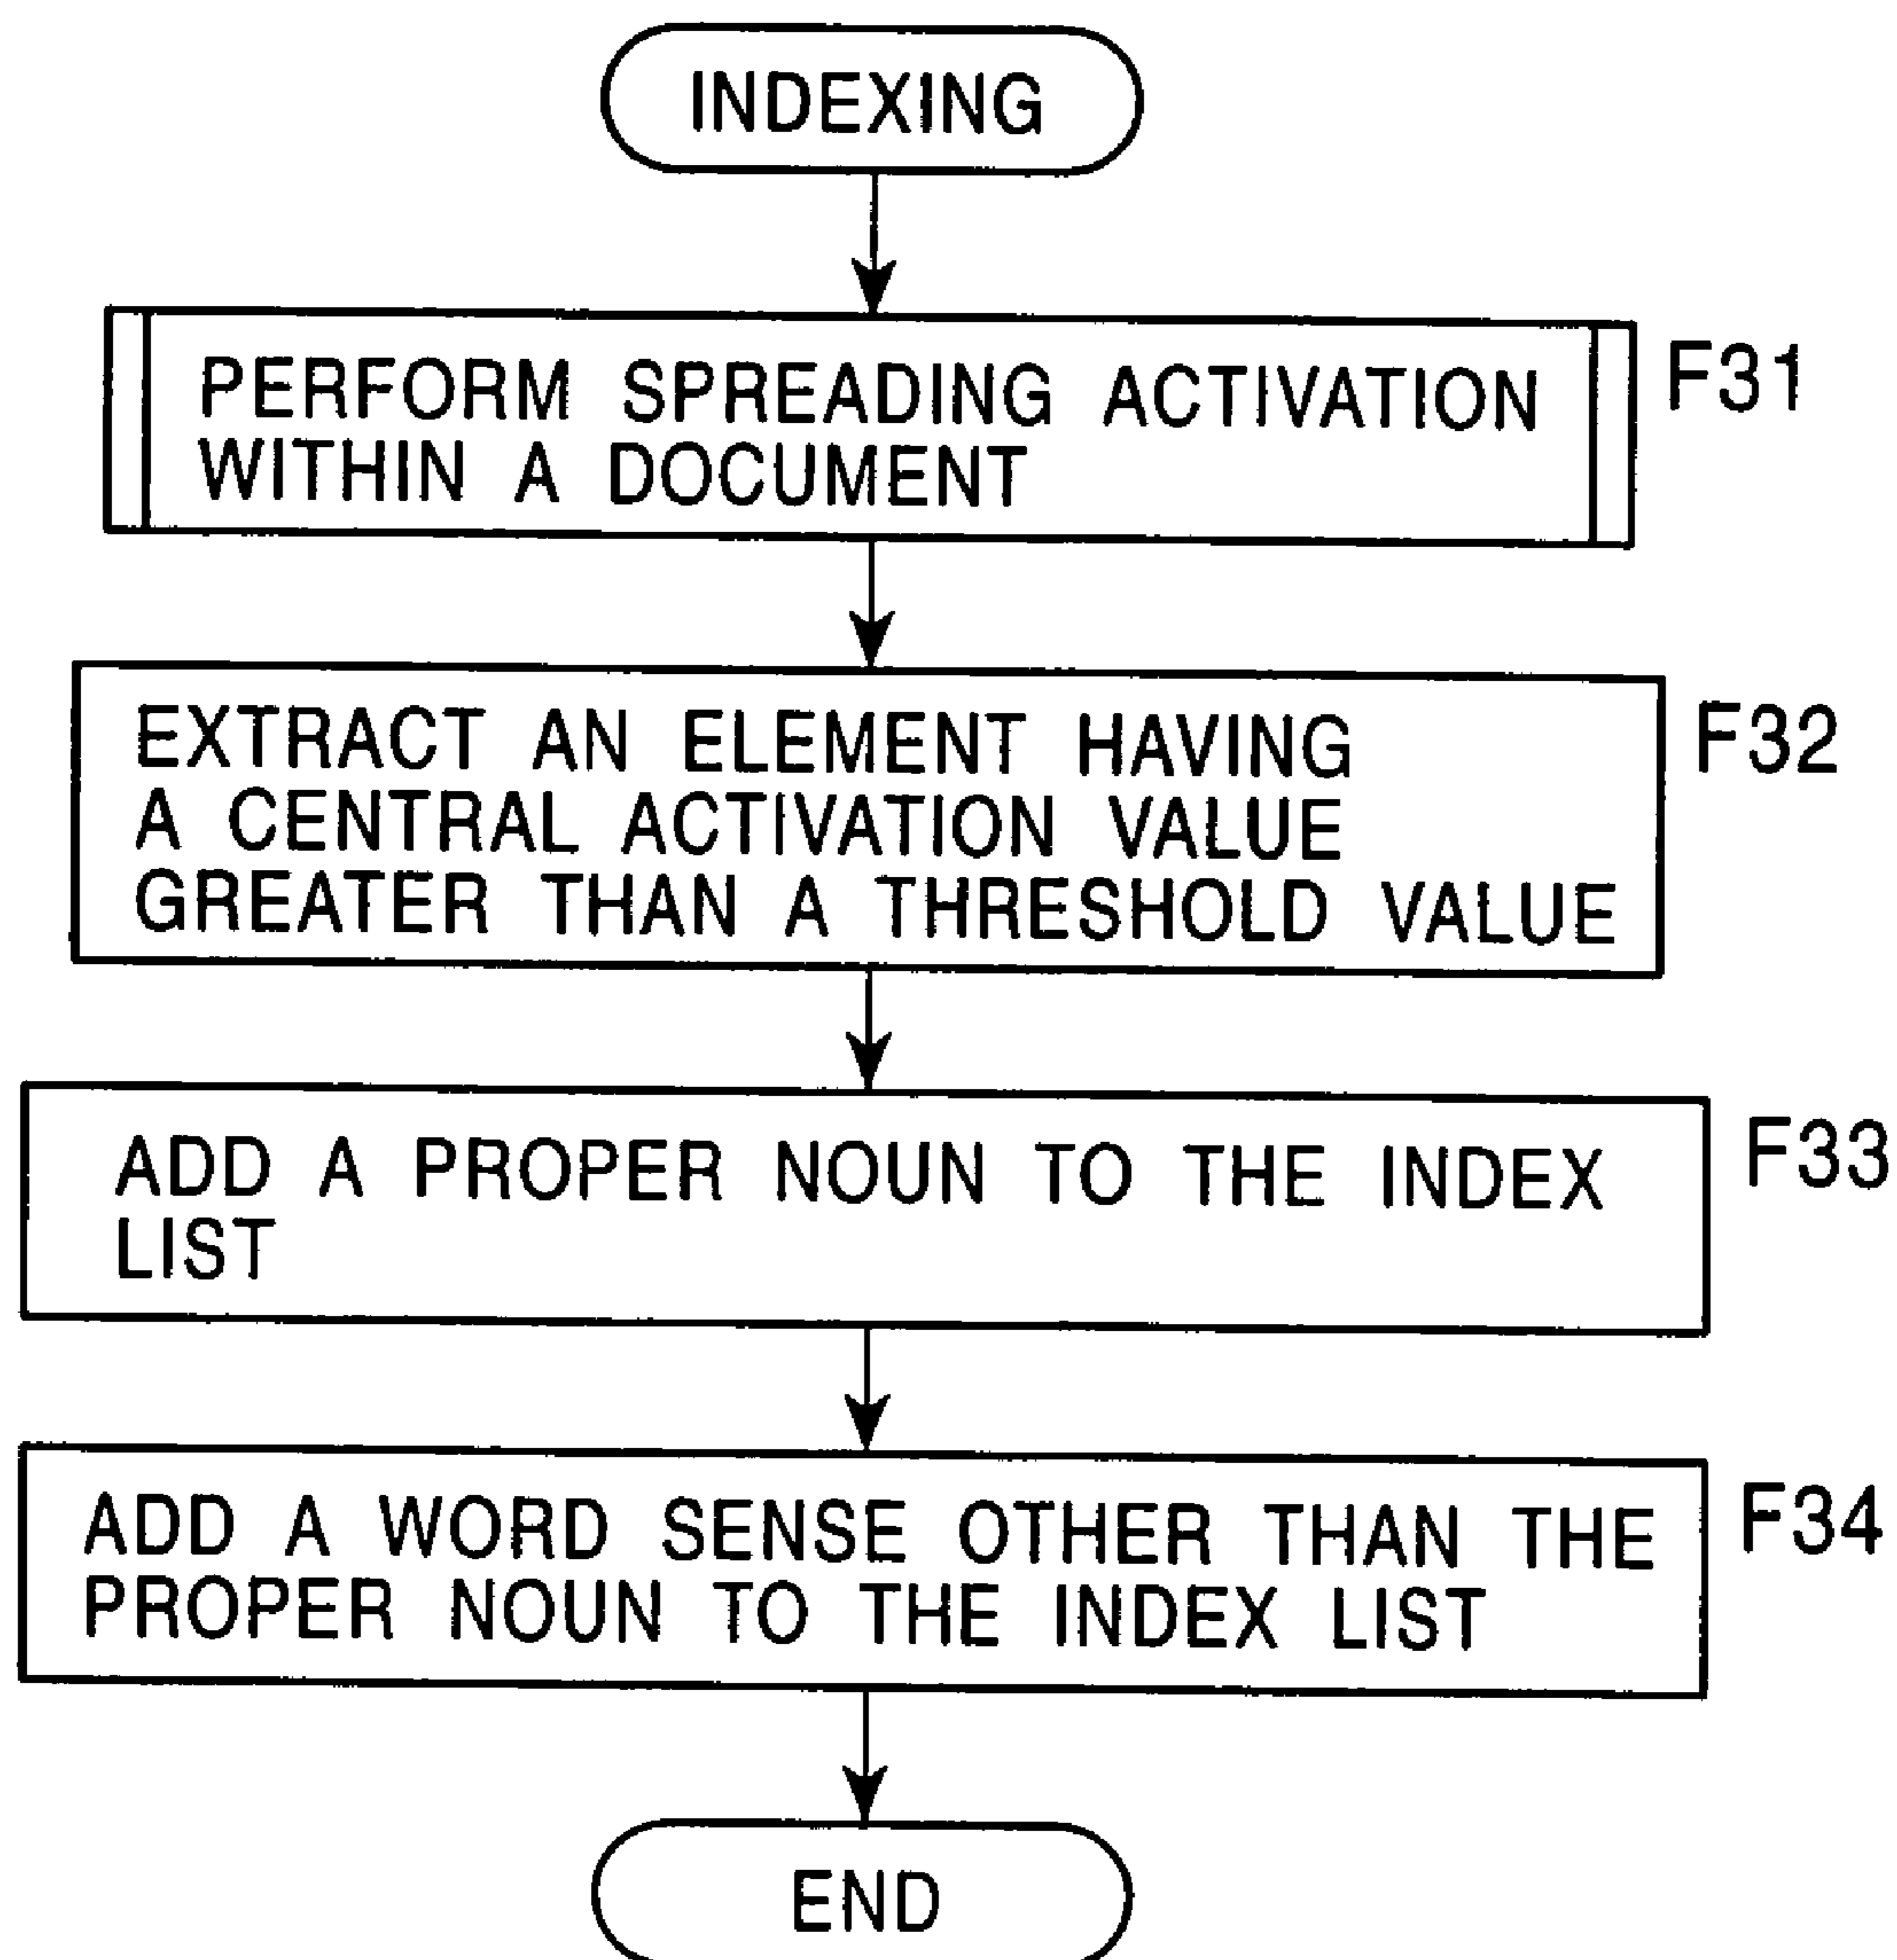 INDEXING
PERFORM SPREADING ACTIVATION
WITHIN A DOCUMENT
F31
EXTRACT AN ELEMENT HAVING
A CENTRAL ACTIVATION VALUE
GREATER THAN A THRESHOLD VALUE
F32
ADD A PROPER NOUN TO THE INDEX
LIST
F33
ADD A WORD SENSE OTHER THAN THE
PROPER NOUN TO THE INDEX LIST
F34
END